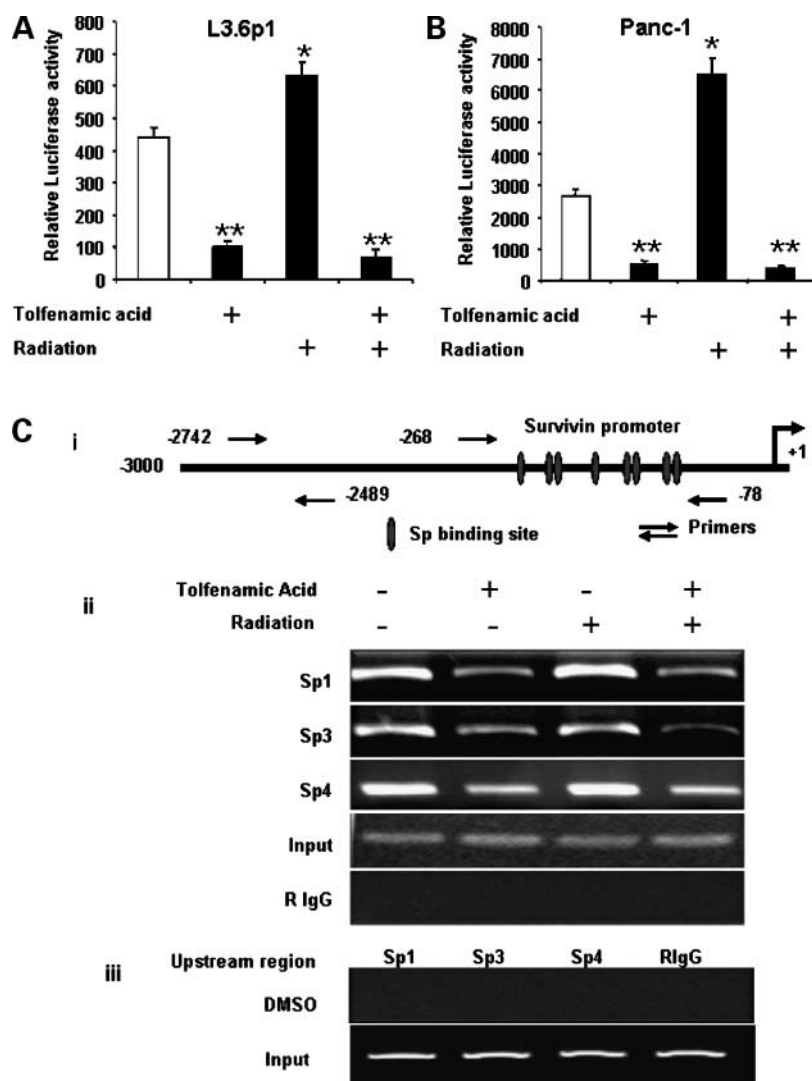 A
L3.6p1
Relative Luciferase activity
800
700
600
500
400
300
200
100
0
**
*
**
Tolfenamic acid + +
Radiation + +
B
Panc-1
Relative Luciferase activity
8000
7000
6000
5000
4000
3000
2000
1000
0
**
*
**
Tolfenamic acid + +
Radiation + +
C
i
-2742 -268 Survivin promoter
-3000 +1
-2489 -78
Sp binding site Primers
ii
Tolfenamic Acid - + - +
Radiation - - + +
Sp1
Sp3
Sp4
Input
R IgG
iii
Upstream region Sp1 Sp3 Sp4 RIgG
DMSO
Input